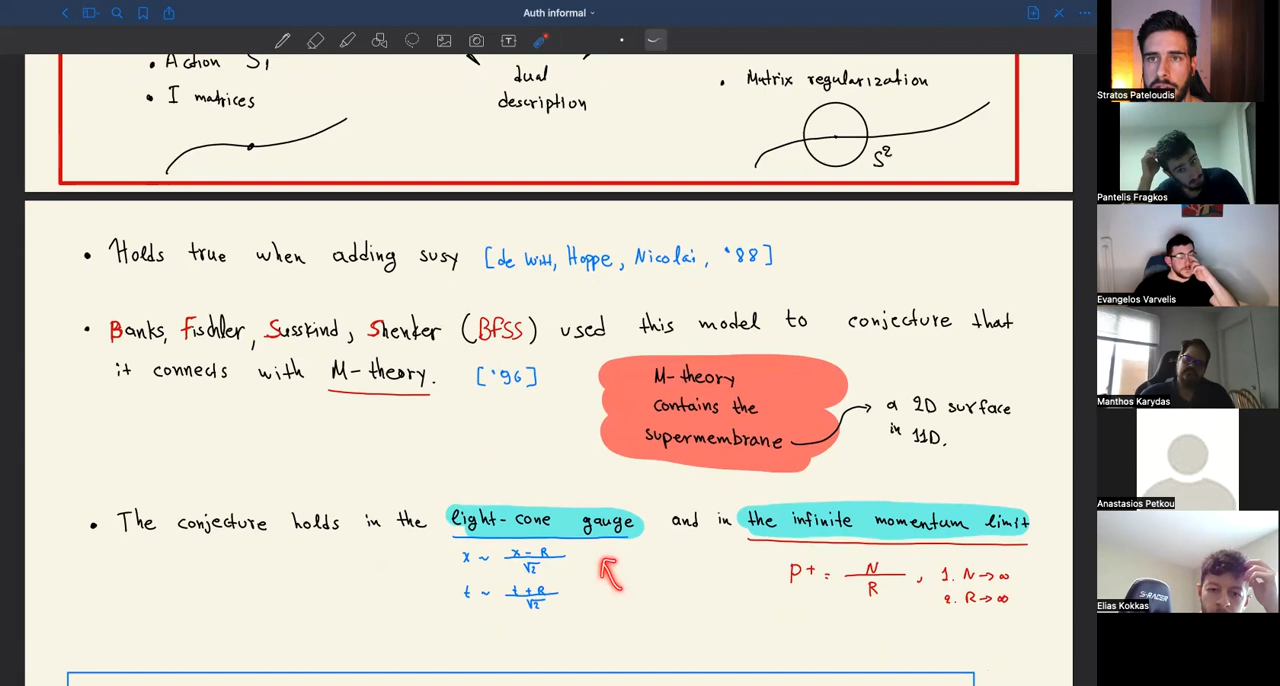 Auth informal
• Action S₁
• I matrices
dual
description
• Matrix regularization
S²
• Holds true when adding susy [de Witt, Hoppe, Nicolai, '88]
• Banks, Fischler, Susskind, Shenker (BFSS) used this model to conjecture that
it connects with M-theory. ['96]
M-theory
contains the
supermembrane
a 2D surface
in 11D.
• The conjecture holds in the light-cone gauge and in the infinite momentum limit
x ~ x-R/√2
t ~ t+R/√2
P+ = N/R , 1. N→∞
2. R→∞
Stratos Pateloudis
Pantelis Fragkos
Evangelos Varvelis
Manthos Karydas
Anastasios Petkou
S-RACER
Elias Kokkas